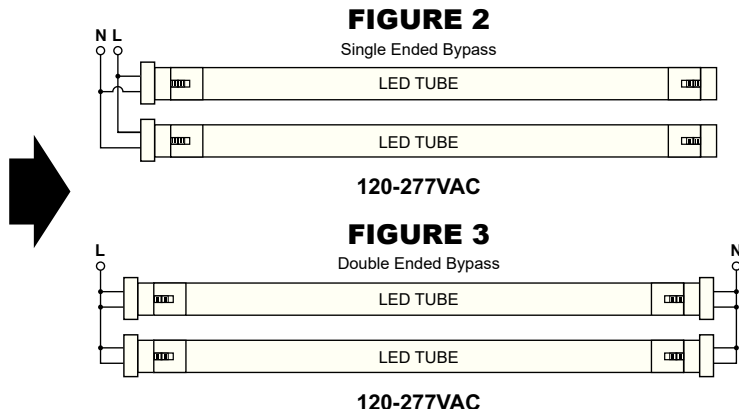 FIGURE 2
Single Ended Bypass
N L
LED TUBE
LED TUBE
120-277VAC
FIGURE 3
Double Ended Bypass
L N
LED TUBE
LED TUBE
120-277VAC